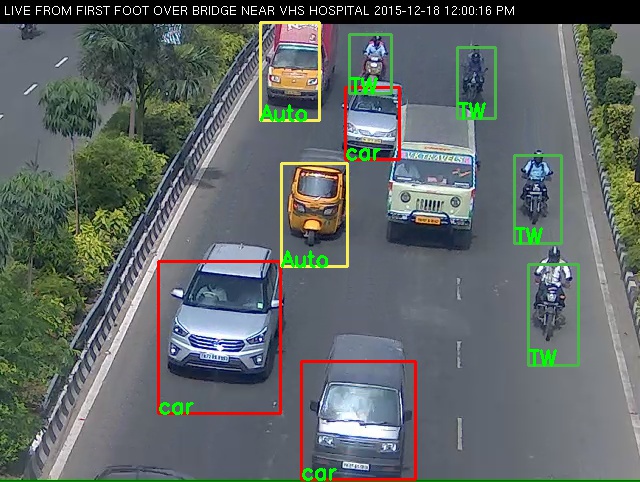 LIVE FROM FIRST FOOT OVER BRIDGE NEAR VHS HOSPITAL 2015-12-18 12:00:16 PM
TW
Auto
TW
car
V.K.TRAVELS
TW
Auto
TW
car
car